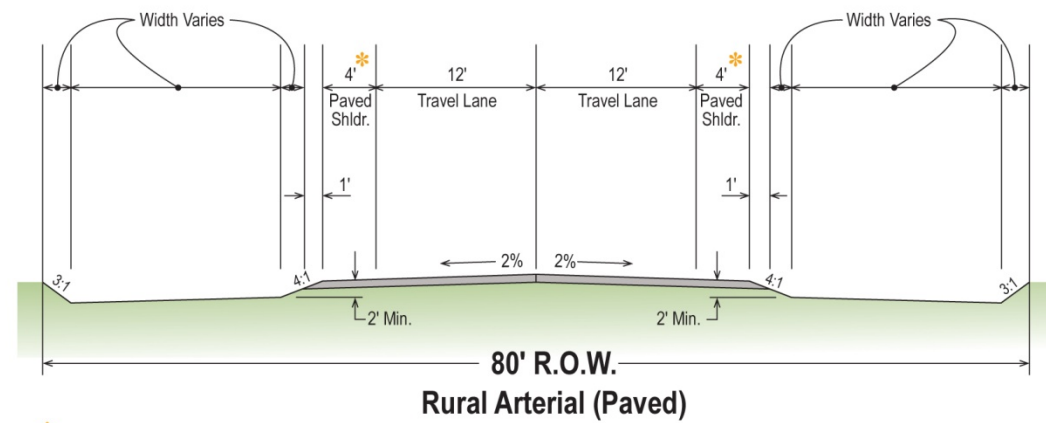 Width Varies
Width Varies
4'*
12'
12'
4'*
Paved
Shldr.
Travel Lane
Travel Lane
Paved
Shldr.
1'
1'
2%
2%
3:1
4:1
4:1
3:1
2' Min.
2' Min.
80' R.O.W.
Rural Arterial (Paved)